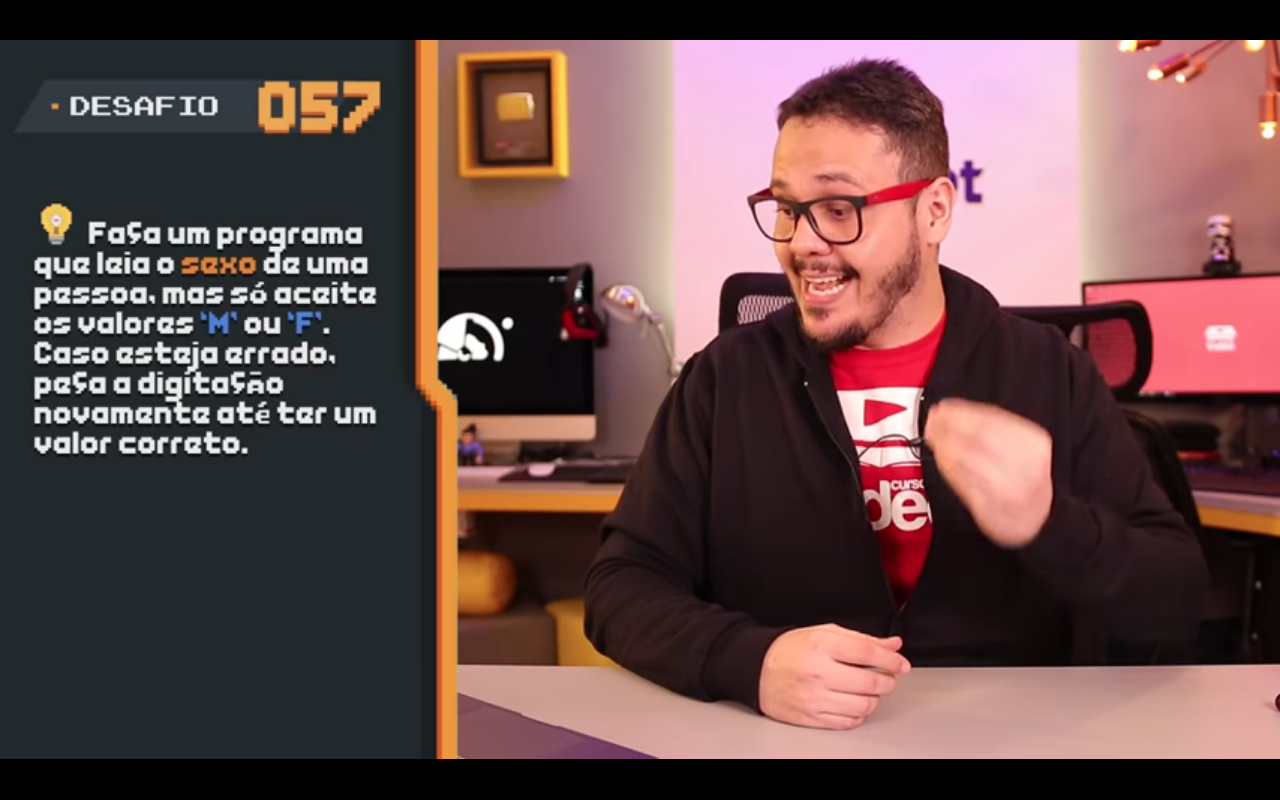 DESAFIO 057
Faça um programa
que leia o sexo de uma
pessoa, mas só aceite
os valores 'M' ou 'F'.
Caso esteja errado,
peça a digitação
novamente até ter um
valor correto.
curso